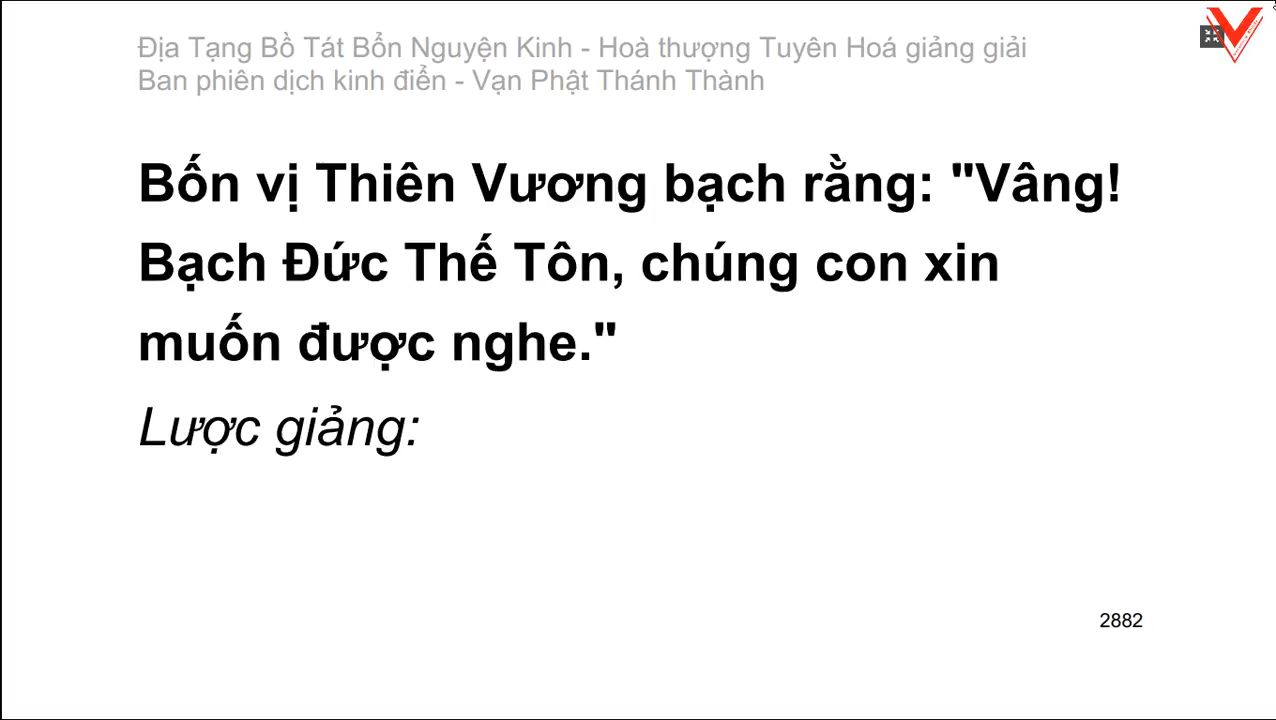 Địa Tạng Bồ Tát Bổn Nguyện Kinh - Hoà thượng Tuyên Hoá giảng giải
Ban phiên dịch kinh điển - Vạn Phật Thánh Thành
Bốn vị Thiên Vương bạch rằng: "Vâng!
Bạch Đức Thế Tôn, chúng con xin
muốn được nghe."
Lược giảng:
2882